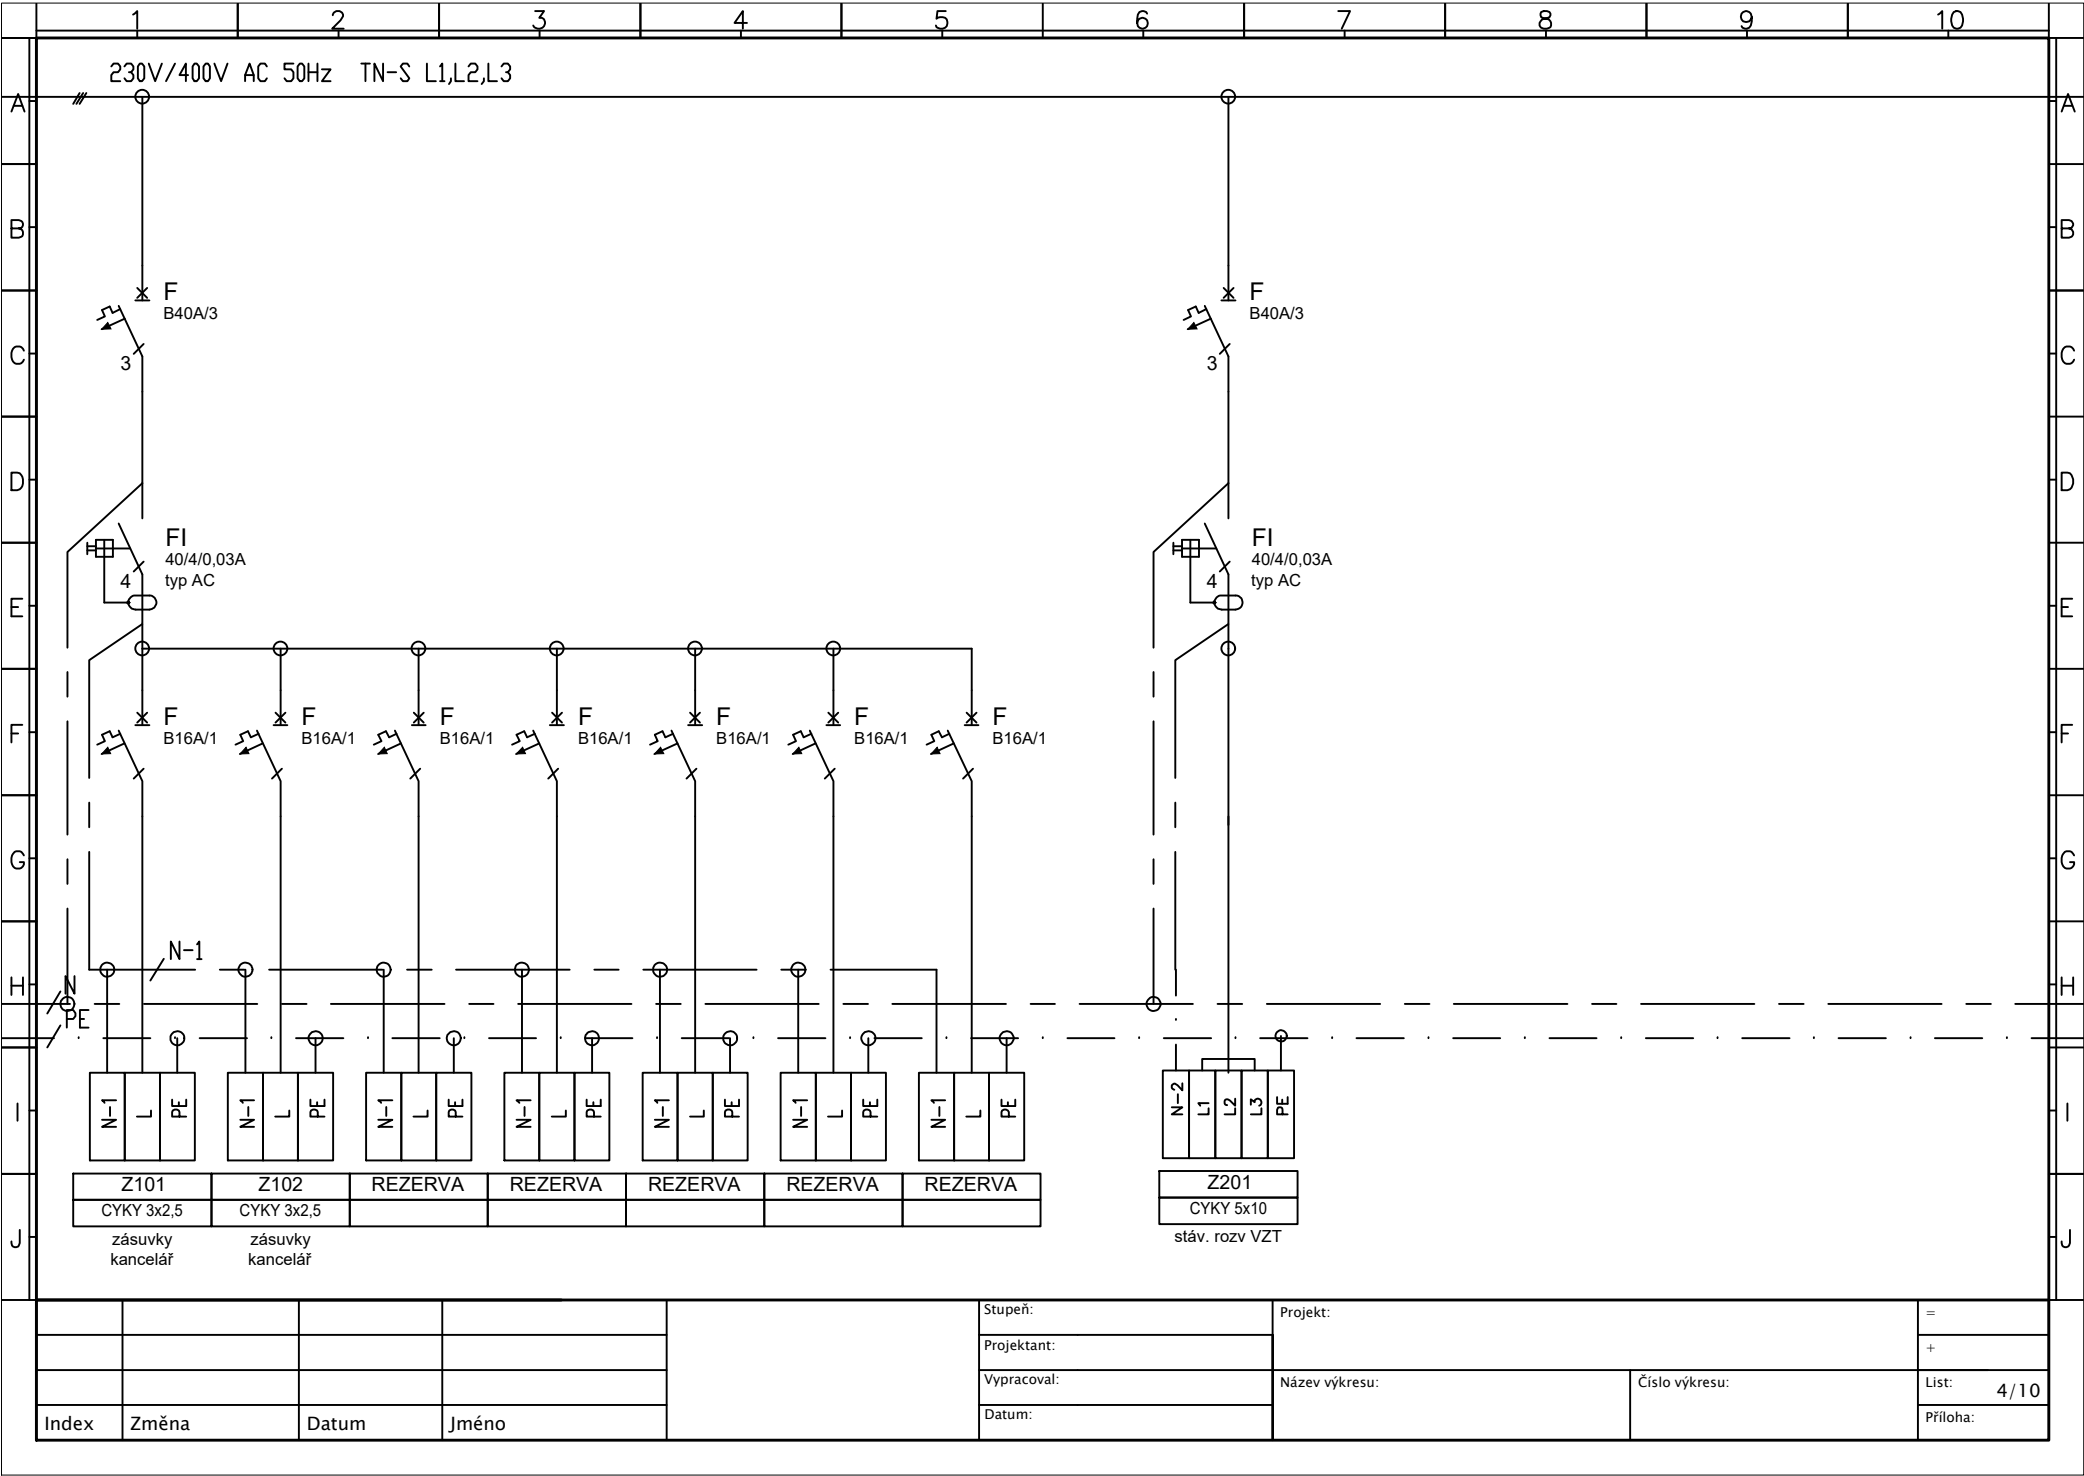 1 2 3 4 5 6 7 8 9 10
230V/400V AC 50Hz TN-S L1,L2,L3
A A
B B
F F
B40A/3 B40A/3
C C
3 3
D D
FI FI
40/4/0,03A 40/4/0,03A
typ AC typ AC
4 4
E E
F F F F F F F
B16A/1 B16A/1 B16A/1 B16A/1 B16A/1 B16A/1 B16A/1
F F
G G
N-1
H H
N
PE
I I
N-1 L PE N-1 L PE N-1 L PE N-1 L PE N-1 L PE N-1 L PE N-1 L PE N-2 L1 L2 L3 PE
Z101 Z102 REZERVA REZERVA REZERVA REZERVA REZERVA Z201
CYKY 3x2,5 CYKY 3x2,5 CYKY 5x10
J J
zásuvky zásuvky stáv. rozv VZT
kancelář kancelář
Stupeň: Projekt: =
Projektant: +
Vypracoval: Název výkresu: Číslo výkresu: List: 4/10
Index Změna Datum Jméno Datum: Příloha: